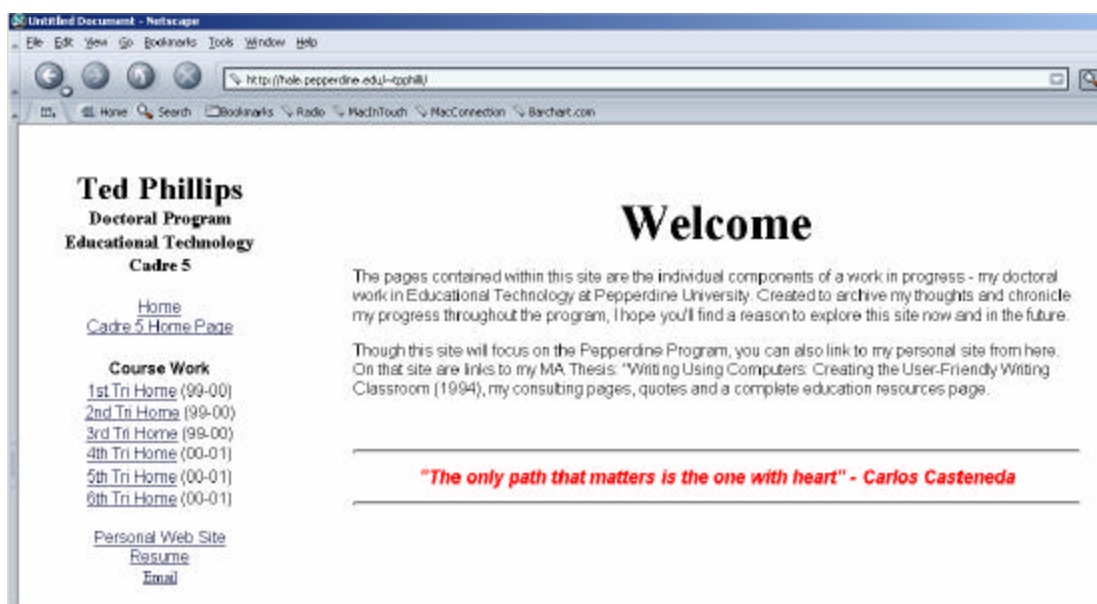 Untitled Document - Netscape
File Edit View Go Bookmarks Tools Window Help
http://hale.pepperdine.edu/~tpphill/
Home Search Bookmarks Radio MacInTouch MacConnection Barchart.com
Ted Phillips
Doctoral Program
Educational Technology
Cadre 5
Home
Cadre 5 Home Page
Course Work
1st Tri Home (99-00)
2nd Tri Home (99-00)
3rd Tri Home (99-00)
4th Tri Home (00-01)
5th Tri Home (00-01)
6th Tri Home (00-01)
Personal Web Site
Resume
Email
Welcome
The pages contained within this site are the individual components of a work in progress - my doctoral
work in Educational Technology at Pepperdine University. Created to archive my thoughts and chronicle
my progress throughout the program, I hope you'll find a reason to explore this site now and in the future.
Though this site will focus on the Pepperdine Program, you can also link to my personal site from here.
On that site are links to my MA Thesis: "Writing Using Computers: Creating the User-Friendly Writing
Classroom (1994), my consulting pages, quotes and a complete education resources page.
"The only path that matters is the one with heart" - Carlos Casteneda